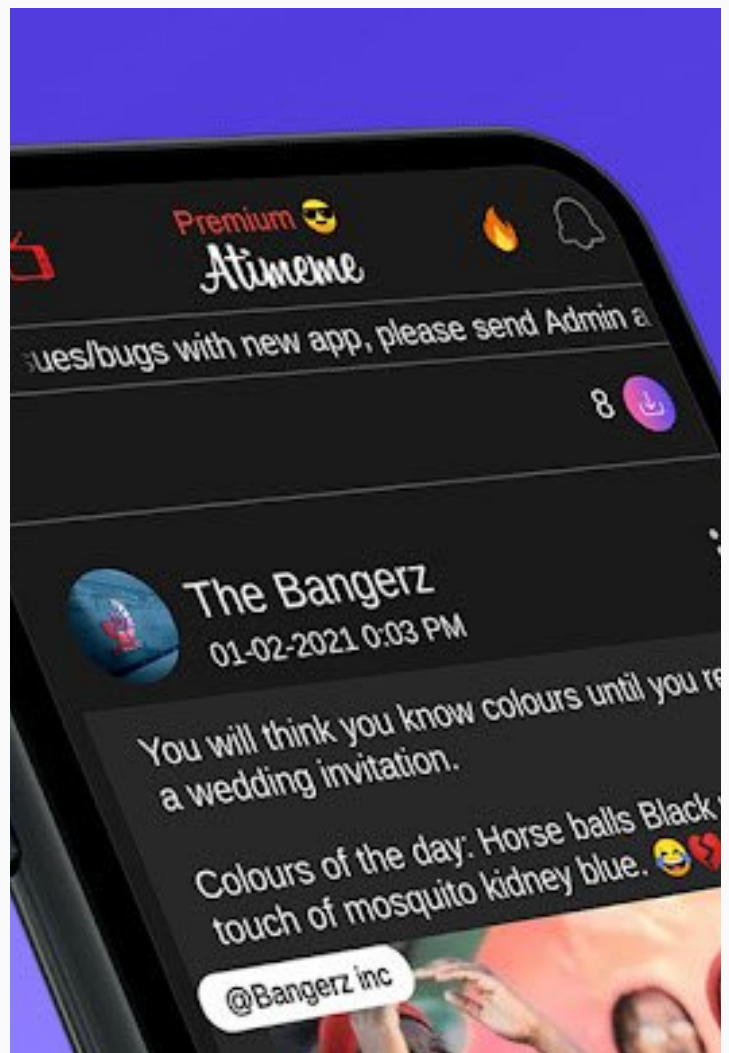 Premium 😎
Atimeme
sues/bugs with new app, please send Admin a
8
The Bangerz
01-02-2021 0:03 PM
You will think you know colours until you re
a wedding invitation.
Colours of the day: Horse balls Black
touch of mosquito kidney blue. 😂💔
@Bangerz inc